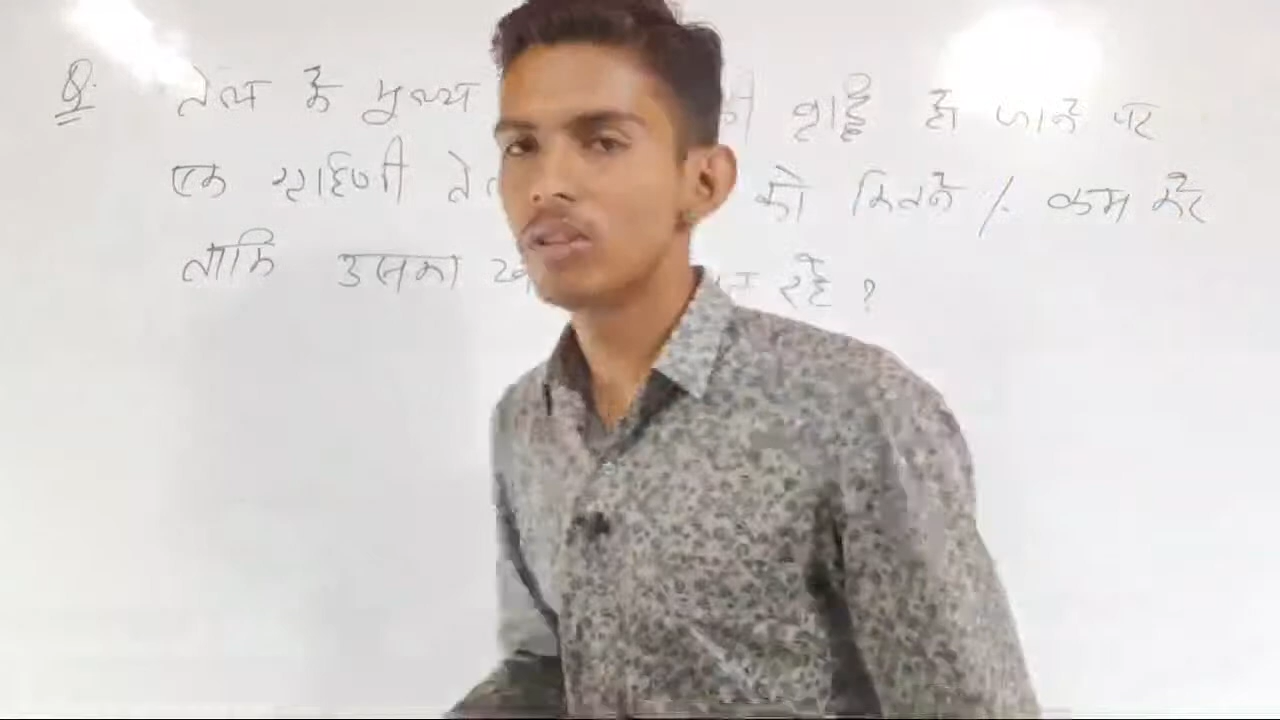 Q. तेल के मूल्य की वृद्धि हो जाने पर
एक गृहिणी को कितने % कम करे
ताकि उसका रहे ?